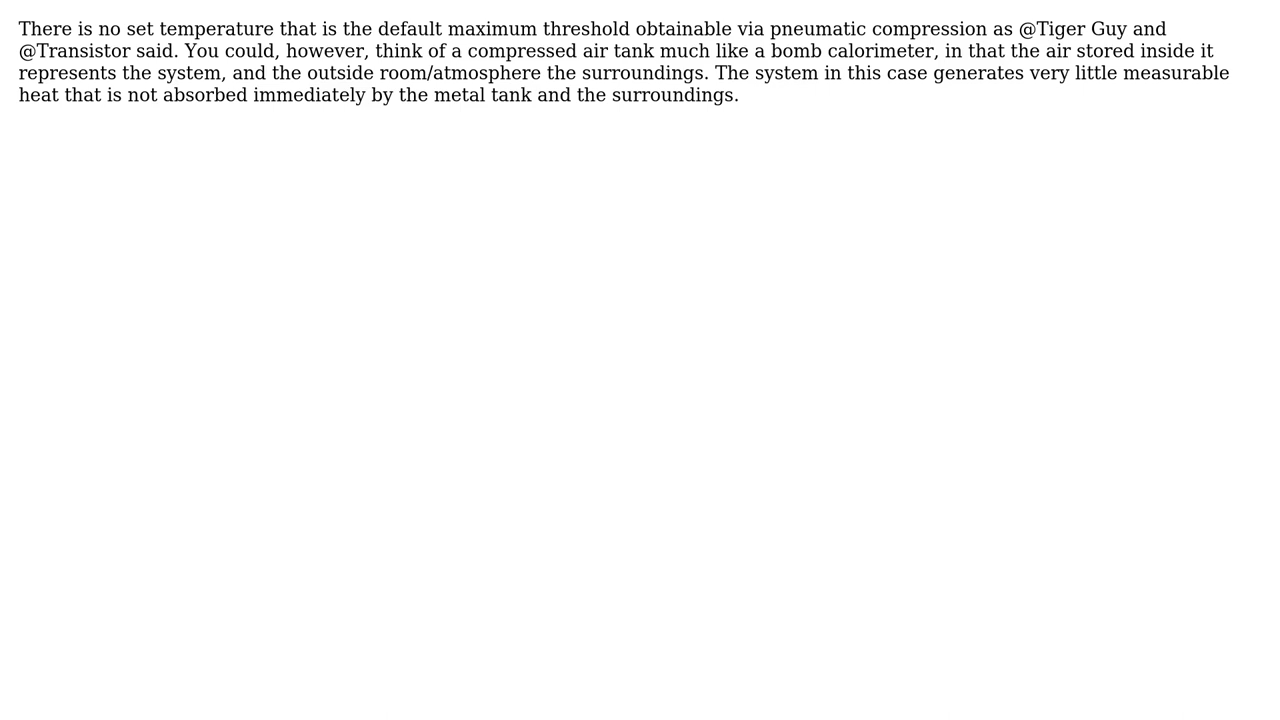 There is no set temperature that is the default maximum threshold obtainable via pneumatic compression as @Tiger Guy and
@Transistor said. You could, however, think of a compressed air tank much like a bomb calorimeter, in that the air stored inside it
represents the system, and the outside room/atmosphere the surroundings. The system in this case generates very little measurable
heat that is not absorbed immediately by the metal tank and the surroundings.